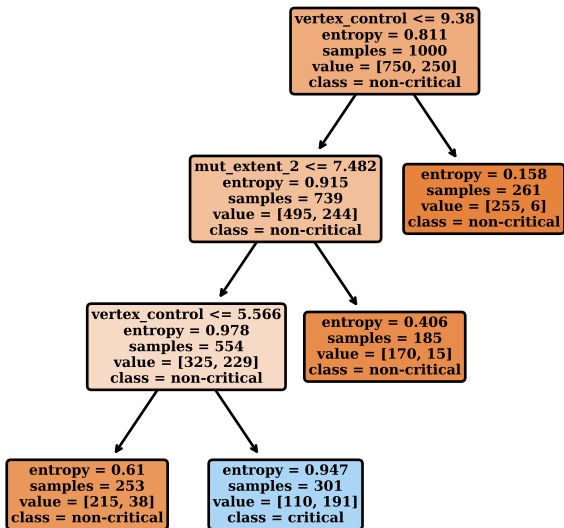 vertex_control <= 9.38
entropy = 0.811
samples = 1000
value = [750, 250]
class = non-critical
mut_extent_2 <= 7.482
entropy = 0.915
samples = 739
value = [495, 244]
class = non-critical
entropy = 0.158
samples = 261
value = [255, 6]
class = non-critical
vertex_control <= 5.566
entropy = 0.978
samples = 554
value = [325, 229]
class = non-critical
entropy = 0.406
samples = 185
value = [170, 15]
class = non-critical
entropy = 0.61
samples = 253
value = [215, 38]
class = non-critical
entropy = 0.947
samples = 301
value = [110, 191]
class = critical